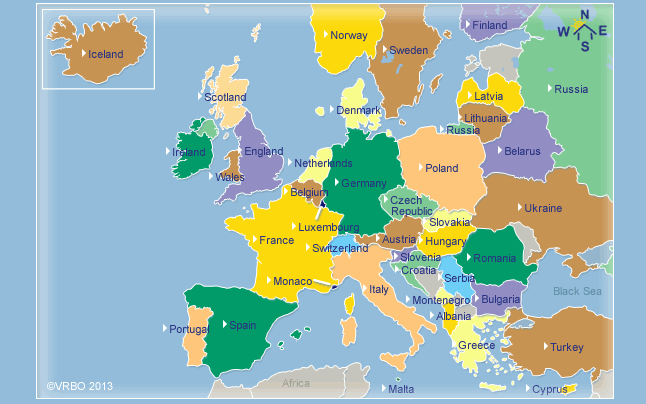 N
W E
S
Iceland
Norway
Finland
Sweden
Russia
Scotland
Latvia
Denmark
Lithuania
Russia
Ireland
England
Belarus
Netherlands
Poland
Wales
Germany
Belgium
Czech
Republic
Ukraine
Slovakia
Luxembourg
France
Switzerland
Austria
Hungary
Slovenia
Romania
Croatia
Serbia
Monaco
Italy
Black Sea
Montenegro
Bulgaria
Albania
Portugal
Spain
Greece
Turkey
Africa
Malta
Cyprus
©VRBO 2013